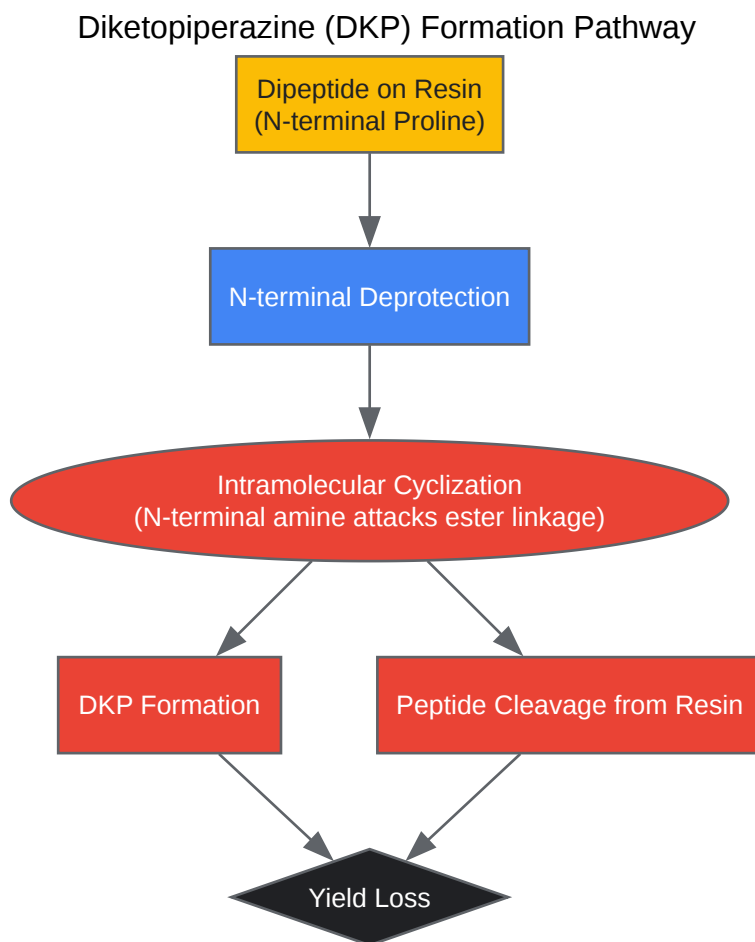 Diketopiperazine (DKP) Formation Pathway
Dipeptide on Resin
(N-terminal Proline)
N-terminal Deprotection
Intramolecular Cyclization
(N-terminal amine attacks ester linkage)
DKP Formation
Peptide Cleavage from Resin
Yield Loss